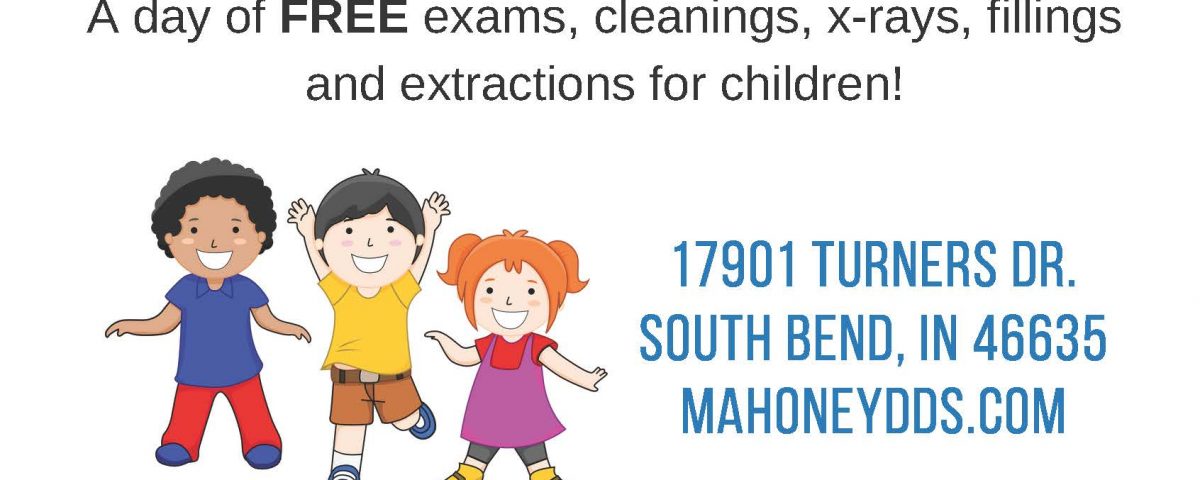 A day of FREE exams, cleanings, x-rays, fillings
and extractions for children!
17901 TURNERS DR.
SOUTH BEND, IN 46635
MAHONEYDDS.COM